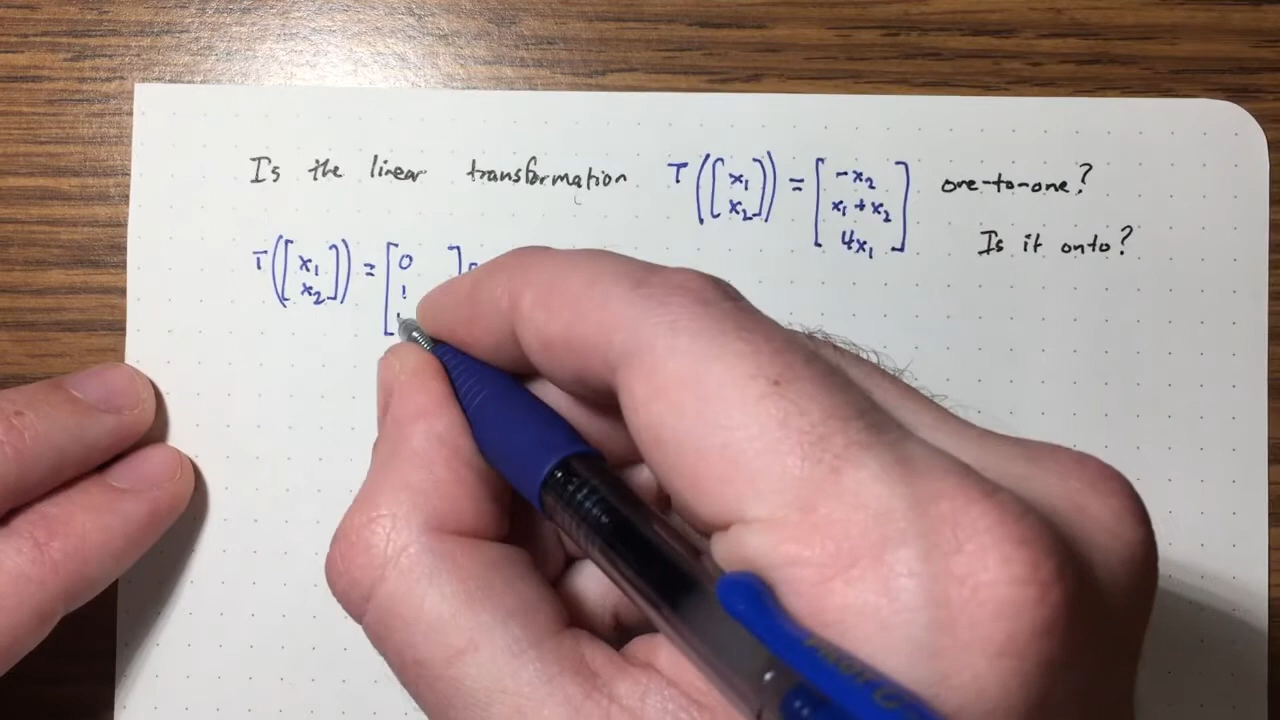 Is the linear transformation T([x₁ x₂]) = [-x₂ x₁ + x₂ 4x₁] one-to-one?
Is it onto?
T([x₁ x₂]) = [0 1 ]
PILOT G